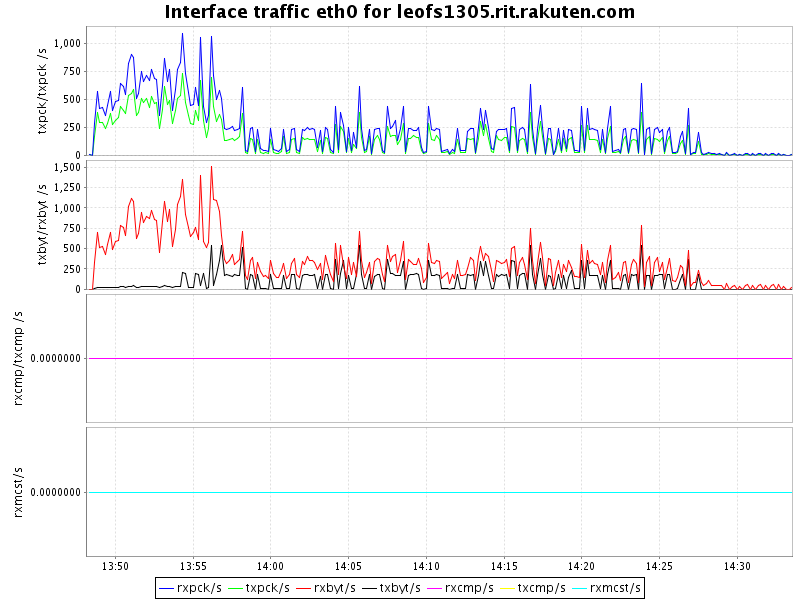 Interface traffic eth0 for leofs1305.rit.rakuten.com
txpck/txpck /s
1,000
750
500
250
0
txbyt/rxbyt /s
1,500
1,250
1,000
750
500
250
0
rxcmp/txcmp /s
0.0000000
rxmcst/s
0.0000000
13:50 13:55 14:00 14:05 14:10 14:15 14:20 14:25 14:30
rxpck/s txpck/s rxbyt/s txbyt/s rxcmp/s txcmp/s rxmcst/s